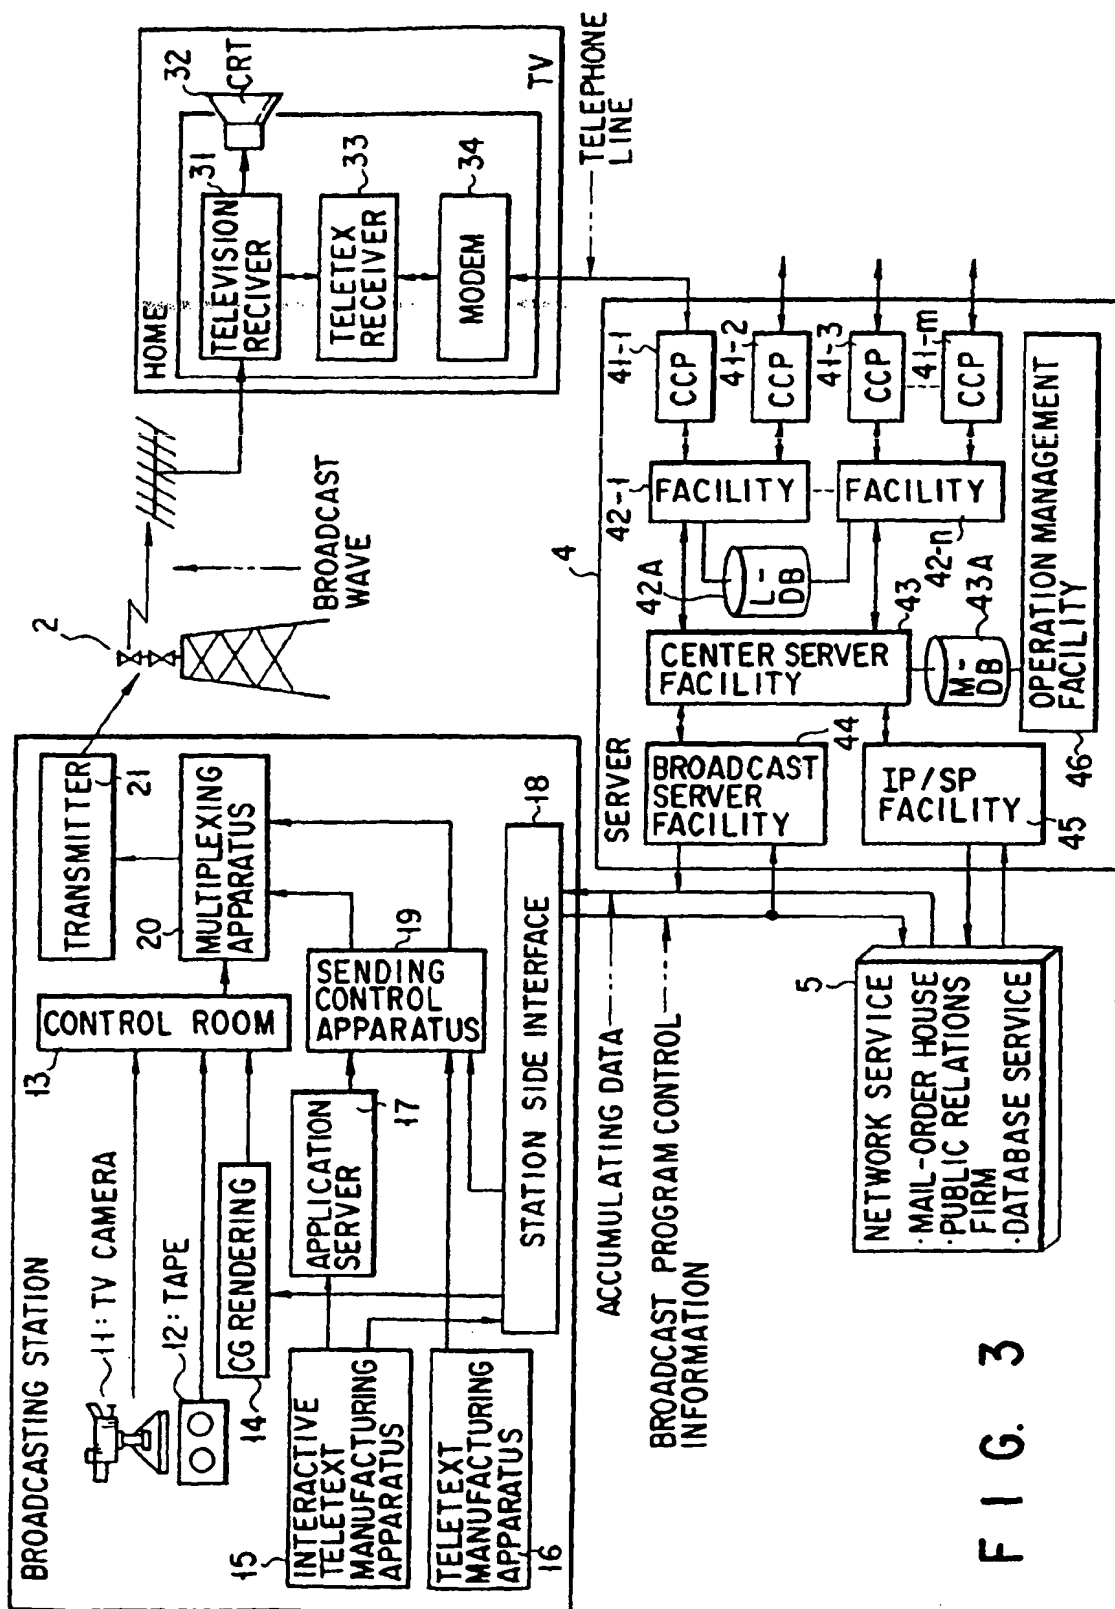 BROADCASTING STATION
11:TV CAMERA
12:TAPE
13
CONTROL ROOM
TRANSMITTER
21
20
MULTIPLEXING
APPARATUS
14
CG RENDERING
15
INTERACTIVE
TELETEXT
MANUFACTURING
APPARATUS
APPLICATION
SERVER
17
SENDING
CONTROL
APPARATUS
19
TELETEXT
MANUFACTURING
APPARATUS
16
STATION SIDE INTERFACE
18
2
BROADCAST
WAVE
HOME
TELEVISION
RECIVER
31
32
CRT
TELETEX
RECEIVER
33
MODEM
34
TV
TELEPHONE
LINE
ACCUMULATING DATA
BROADCAST PROGRAM CONTROL
INFORMATION
SERVER
4
BROADCAST
SERVER
FACILITY
44
IP/SP
FACILITY
45
CENTER SERVER
FACILITY
43
42A
L-
DB
M-
DB
43A
42-1
FACILITY
FACILITY
42-n
41-1
CCP
41-2
CCP
41-3
CCP
41-m
CCP
OPERATION MANAGEMENT
FACILITY
46
5
NETWORK SERVICE
·MAIL-ORDER HOUSE
·PUBLIC RELATIONS
FIRM
·DATABASE SERVICE
FIG. 3